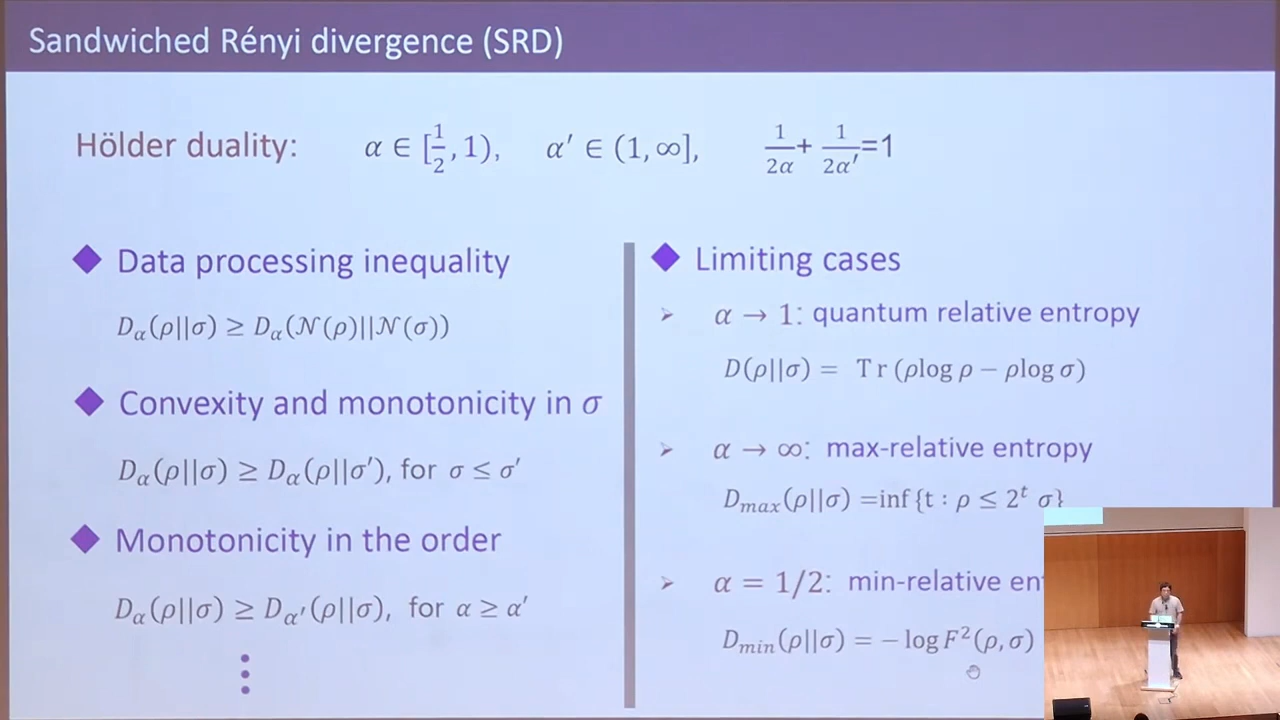 Sandwiched Rényi divergence (SRD)
Hölder duality: α ∈ [1/2, 1), α′ ∈ (1, ∞], 1/2α + 1/2α′ =1
◆ Data processing inequality
D_α(ρ||σ) ≥ D_α(𝒩(ρ)||𝒩(σ))
◆ Convexity and monotonicity in σ
D_α(ρ||σ) ≥ D_α(ρ||σ′), for σ ≤ σ′
◆ Monotonicity in the order
D_α(ρ||σ) ≥ D_α′(ρ||σ), for α ≥ α′
⋮
◆ Limiting cases
➢ α → 1: quantum relative entropy
D(ρ||σ) = Tr(ρlog ρ − ρlog σ)
➢ α → ∞: max-relative entropy
D_max(ρ||σ) =inf{t : ρ ≤ 2^t σ}
➢ α = 1/2: min-relative en
D_min(ρ||σ) = − log F²(ρ, σ)